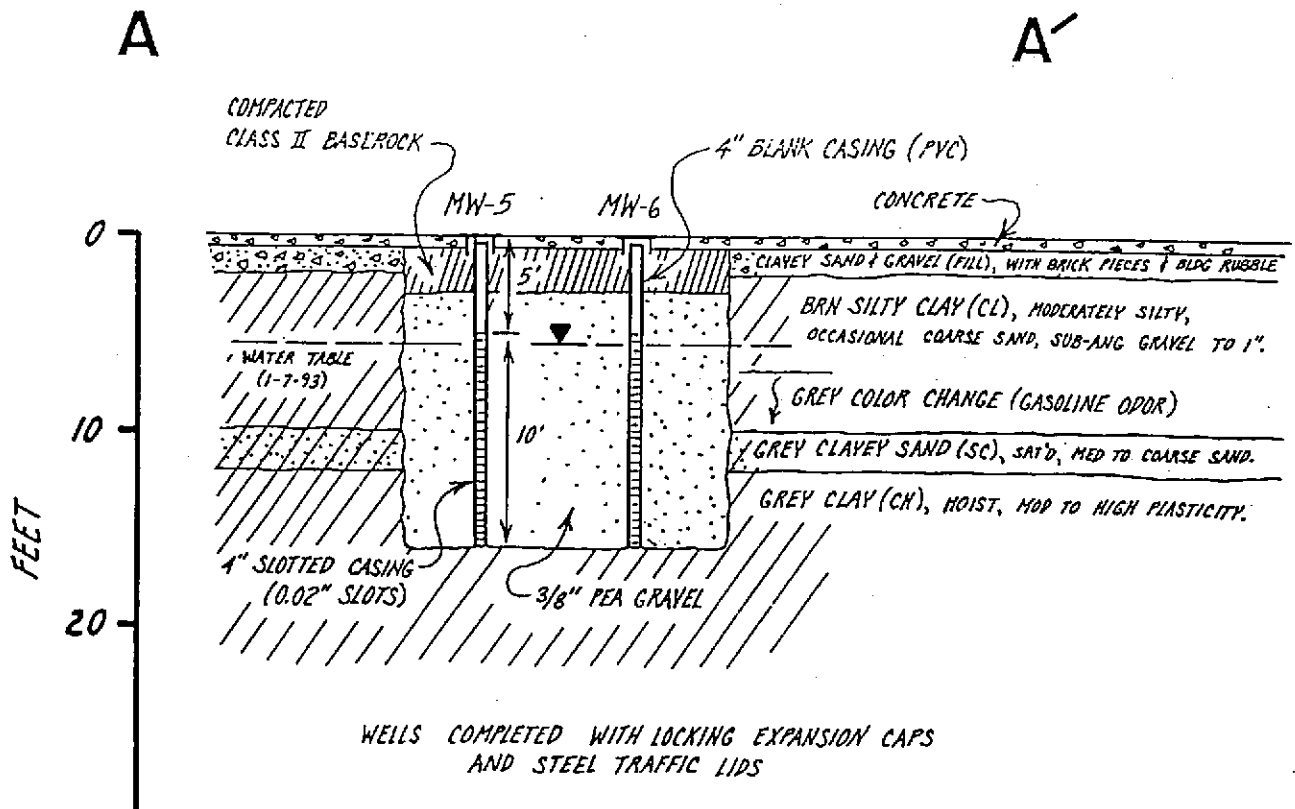 A
A′
COMPACTED
CLASS II BASEROCK
4" BLANK CASING (PVC)
MW-5
MW-6
CONCRETE
0
5'
CLAYEY SAND & GRAVEL (FILL), WITH BRICK PIECES & BLDG RUBBLE
BRN SILTY CLAY (CL), MODERATELY SILTY,
OCCASIONAL COARSE SAND, SUB-ANG GRAVEL TO 1".
WATER TABLE
(1-7-93)
GREY COLOR CHANGE (GASOLINE ODOR)
10
10'
GREY CLAYEY SAND (SC), SAT'D, MED TO COARSE SAND.
GREY CLAY (CH), MOIST, MOD TO HIGH PLASTICITY.
FEET
4" SLOTTED CASING
(0.02" SLOTS)
3/8" PEA GRAVEL
20
WELLS COMPLETED WITH LOCKING EXPANSION CAPS
AND STEEL TRAFFIC LIDS